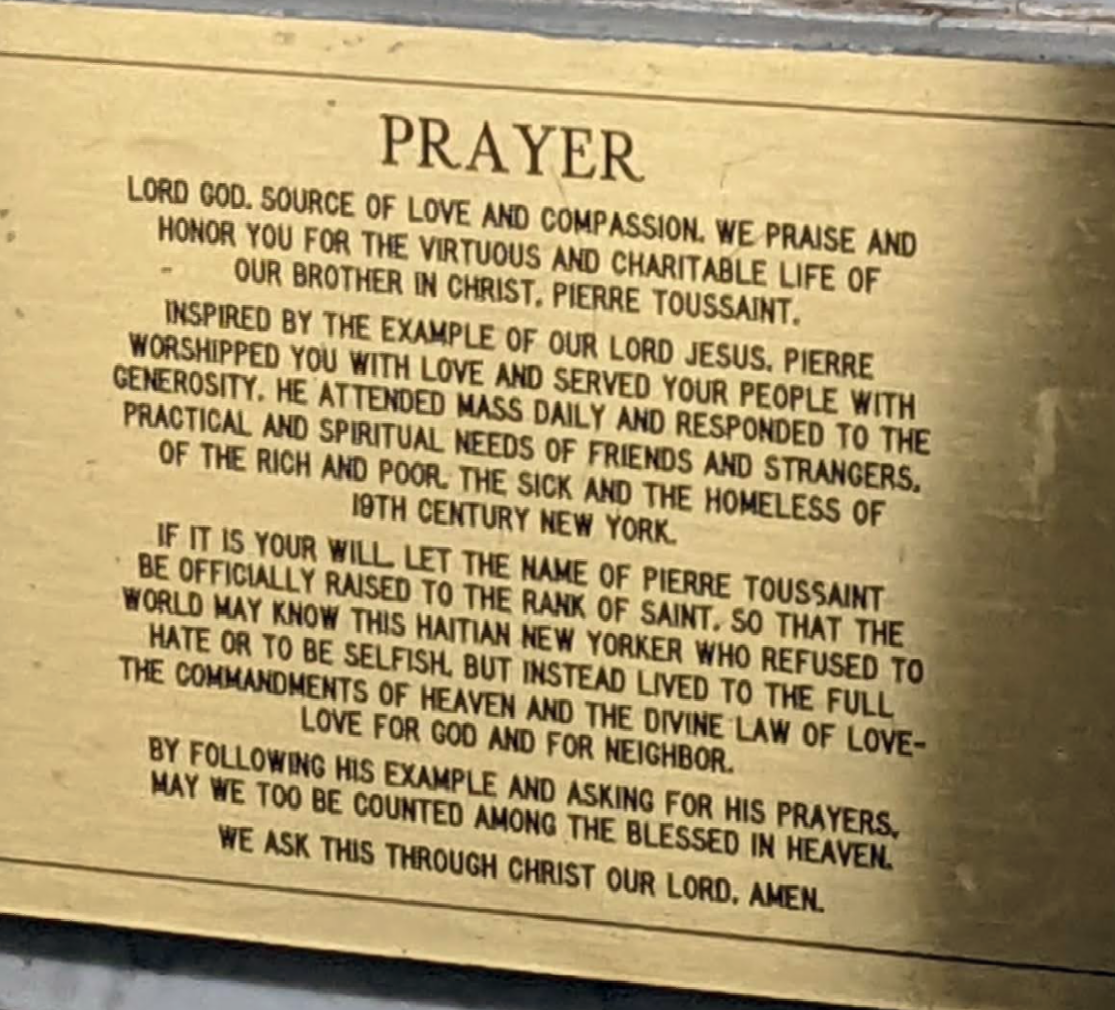 PRAYER
LORD GOD, SOURCE OF LOVE AND COMPASSION, WE PRAISE AND
HONOR YOU FOR THE VIRTUOUS AND CHARITABLE LIFE OF
OUR BROTHER IN CHRIST, PIERRE TOUSSAINT.
INSPIRED BY THE EXAMPLE OF OUR LORD JESUS, PIERRE
WORSHIPPED YOU WITH LOVE AND SERVED YOUR PEOPLE WITH
GENEROSITY. HE ATTENDED MASS DAILY AND RESPONDED TO THE
PRACTICAL AND SPIRITUAL NEEDS OF FRIENDS AND STRANGERS,
OF THE RICH AND POOR, THE SICK AND THE HOMELESS OF
19TH CENTURY NEW YORK.
IF IT IS YOUR WILL, LET THE NAME OF PIERRE TOUSSAINT
BE OFFICIALLY RAISED TO THE RANK OF SAINT, SO THAT THE
WORLD MAY KNOW THIS HAITIAN NEW YORKER WHO REFUSED TO
HATE OR TO BE SELFISH, BUT INSTEAD LIVED TO THE FULL
THE COMMANDMENTS OF HEAVEN AND THE DIVINE LAW OF LOVE-
LOVE FOR GOD AND FOR NEIGHBOR.
BY FOLLOWING HIS EXAMPLE AND ASKING FOR HIS PRAYERS,
MAY WE TOO BE COUNTED AMONG THE BLESSED IN HEAVEN.
WE ASK THIS THROUGH CHRIST OUR LORD. AMEN.